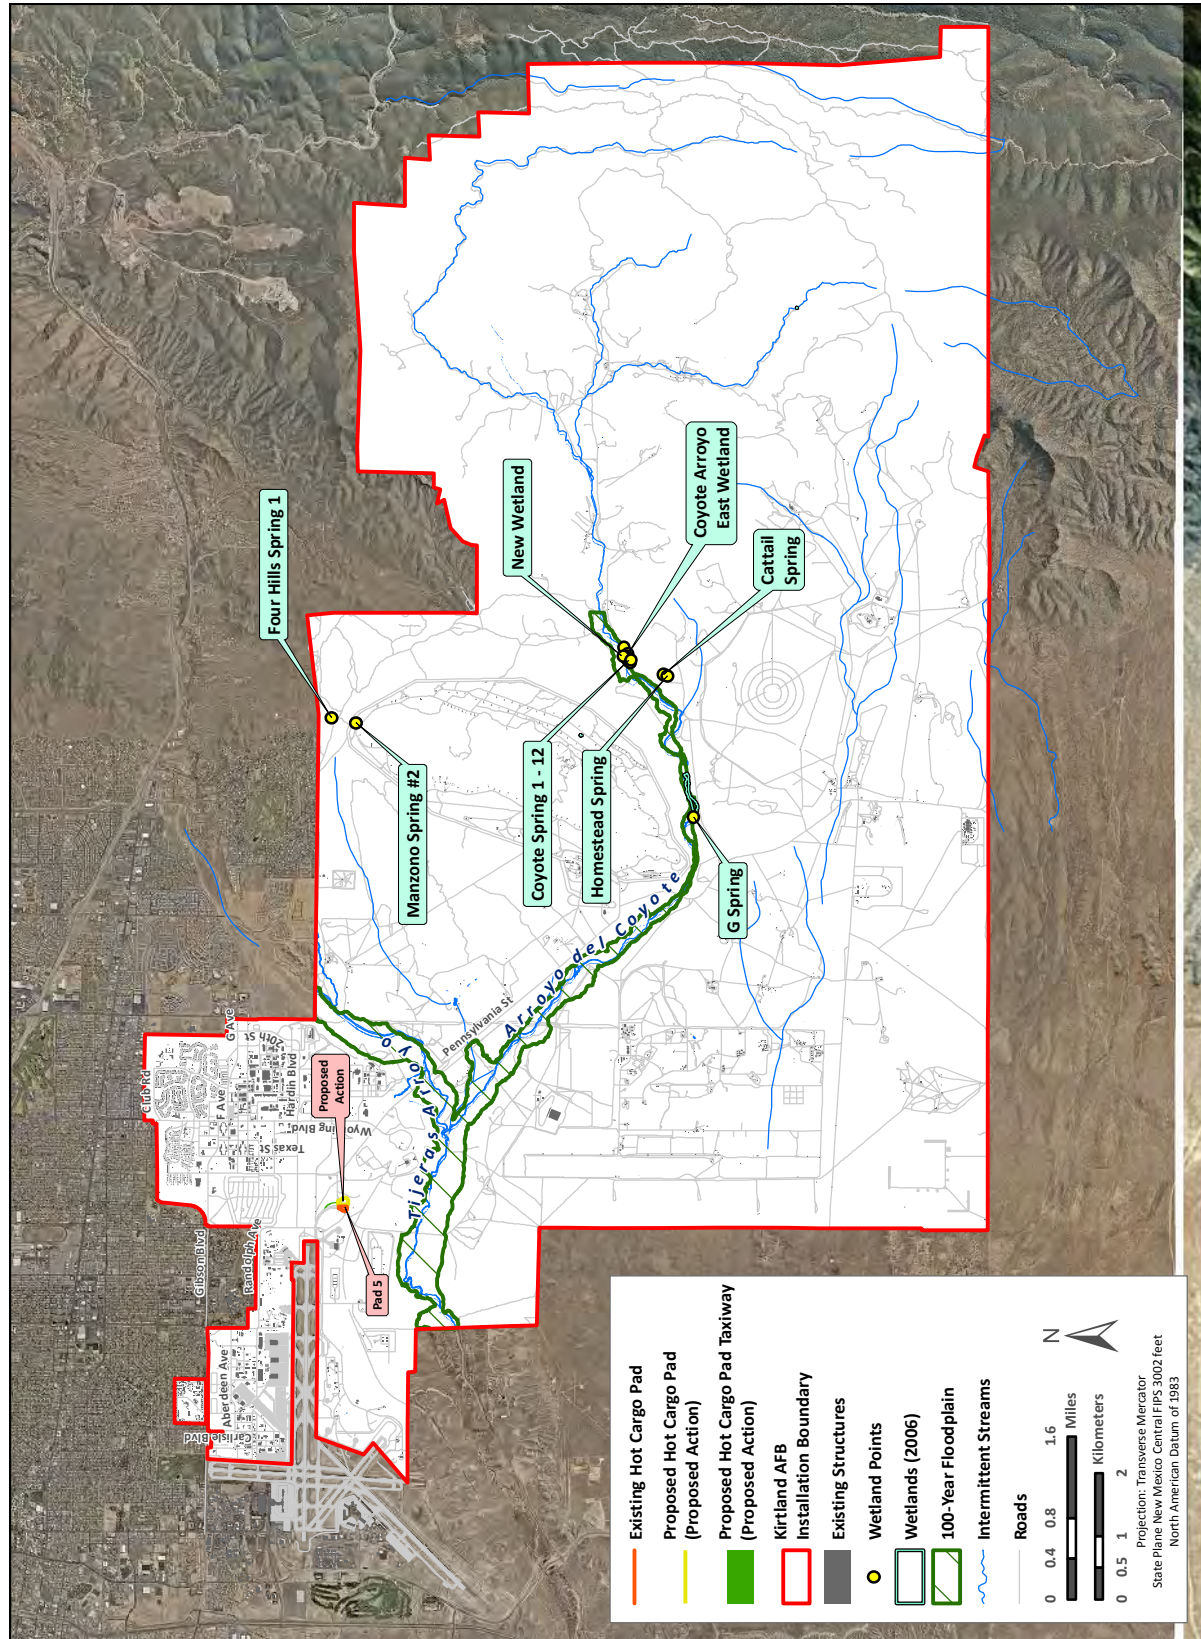 Four Hills Spring 1
Manzono Spring #2
New Wetland
Coyote Arroyo
East Wetland
Coyote Spring 1 - 12
Homestead Spring
Cattail
Spring
G Spring
Arroyo del Coyote
Tijeras Arroyo
Pennsylvania St
Club Rd
G Ave
20th St
F Ave
Hardin Blvd
Texas St
Wyoming Blvd
Gibson Blvd
Randolph Ave
Aberdeen Ave
Carlisle Blvd
Proposed
Action
Pad 5
Existing Hot Cargo Pad
Proposed Hot Cargo Pad
(Proposed Action)
Proposed Hot Cargo Pad Taxiway
(Proposed Action)
Kirtland AFB
Installation Boundary
Existing Structures
Wetland Points
Wetlands (2006)
100-Year Floodplain
Intermittent Streams
Roads
N
0 0.4 0.8 1.6
Miles
Kilometers
0 0.5 1 2
Projection: Transverse Mercator
State Plane New Mexico Central FIPS 3002 feet
North American Datum of 1983